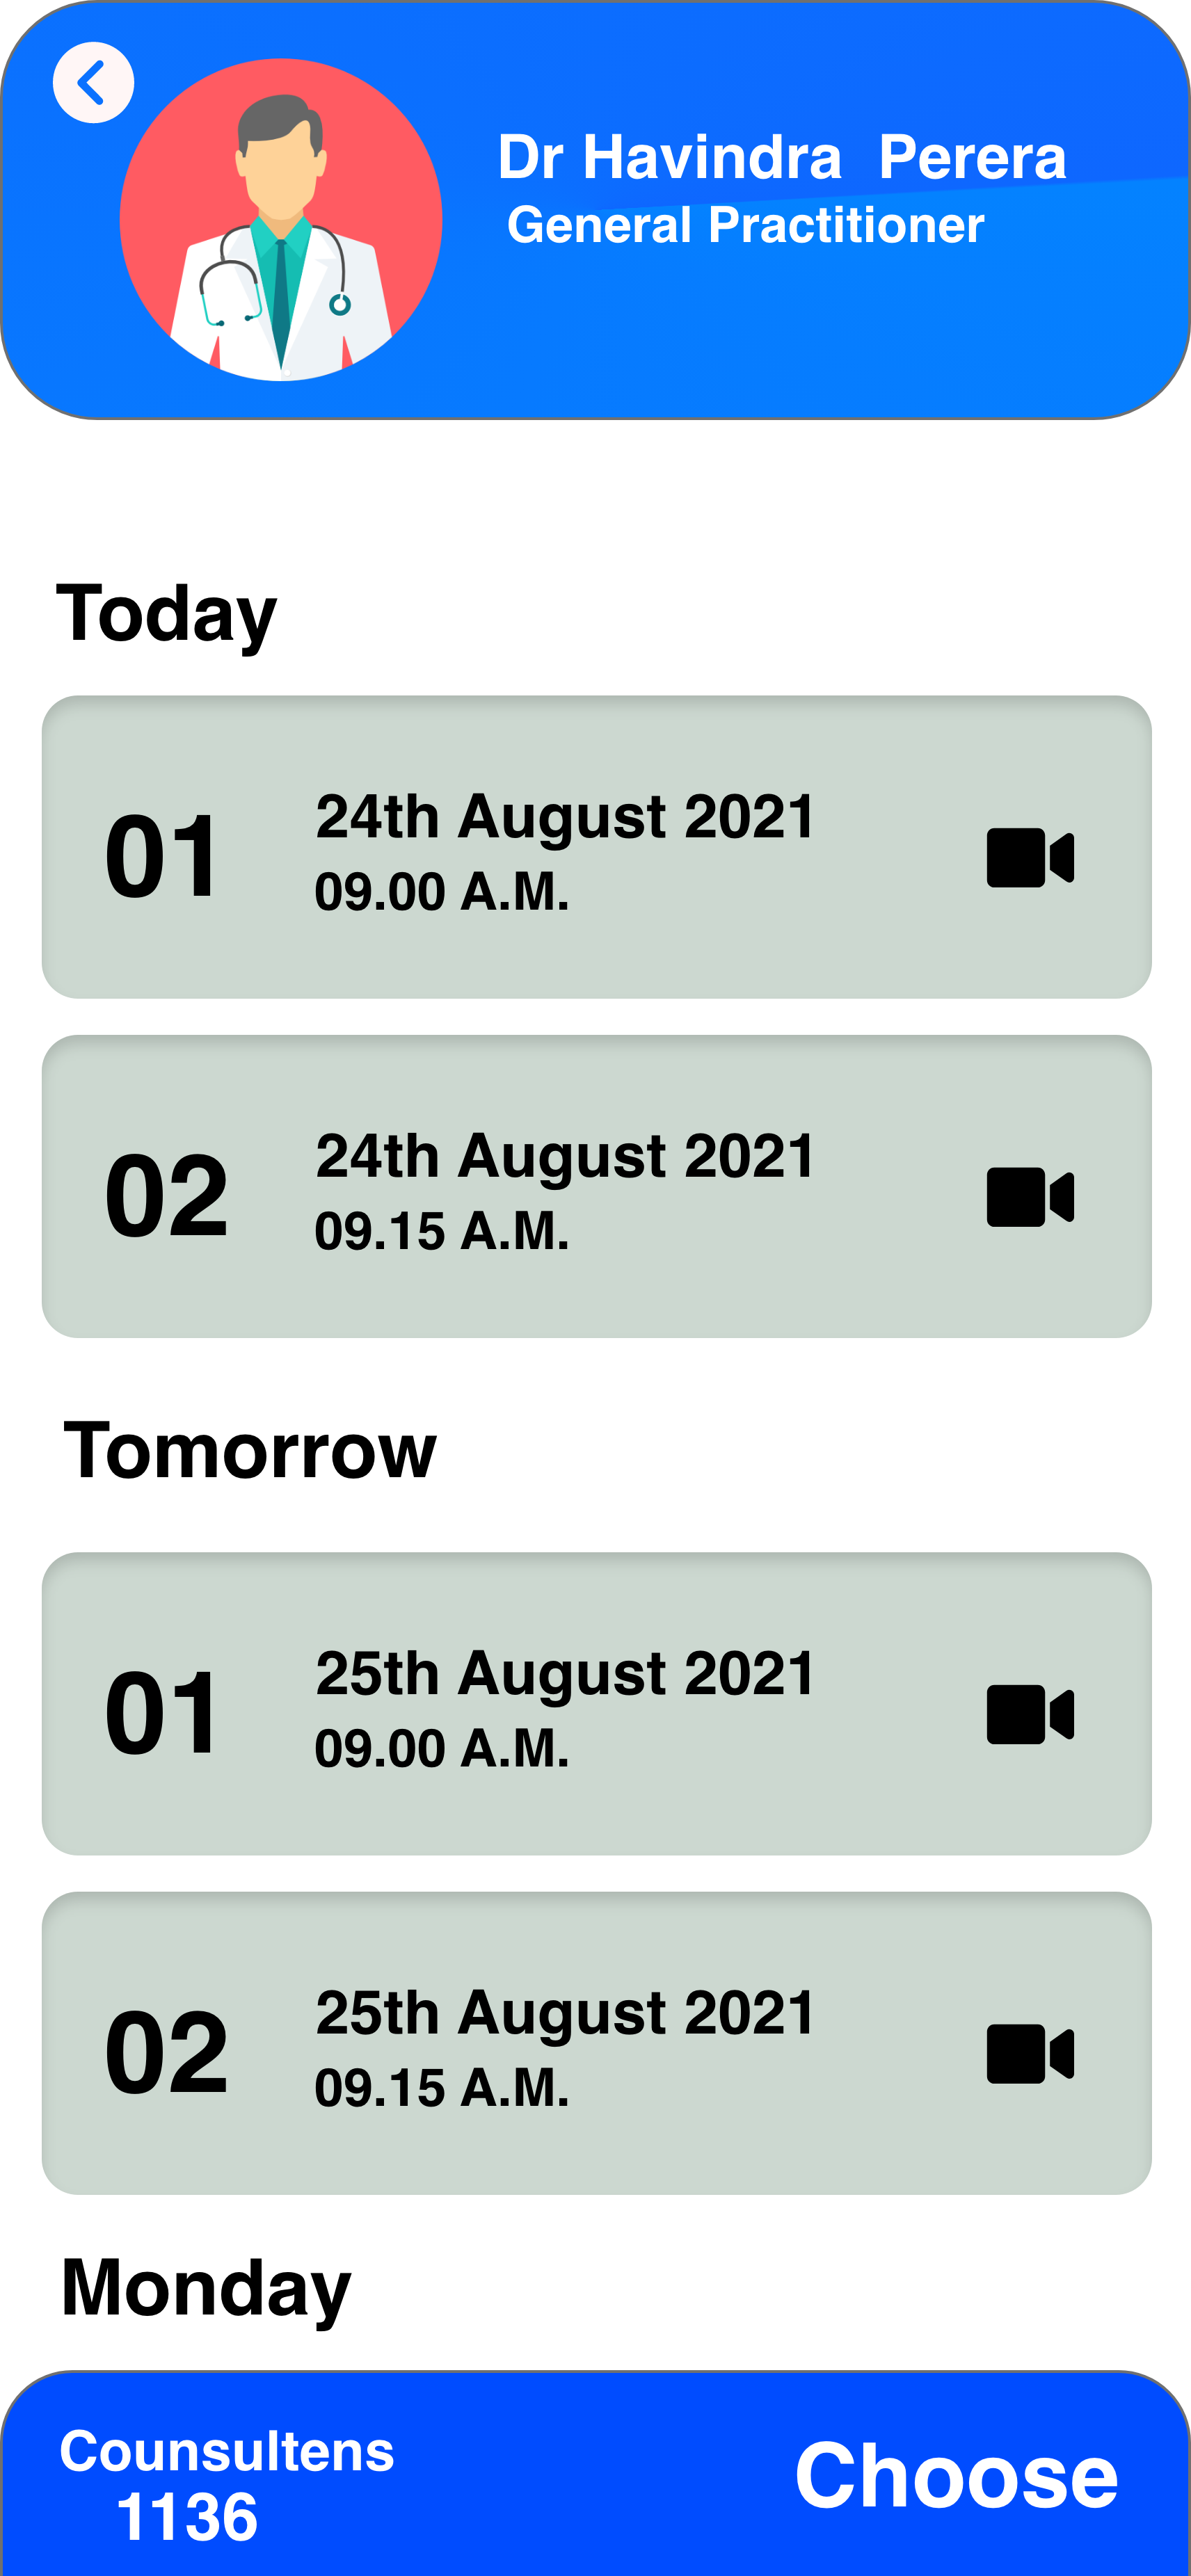 Dr Havindra  Perera
General Practitioner
Today
01
24th August 2021
09.00 A.M.
02
24th August 2021
09.15 A.M.
Tomorrow
01
25th August 2021
09.00 A.M.
02
25th August 2021
09.15 A.M.
Monday
Counsultens
1136
Choose